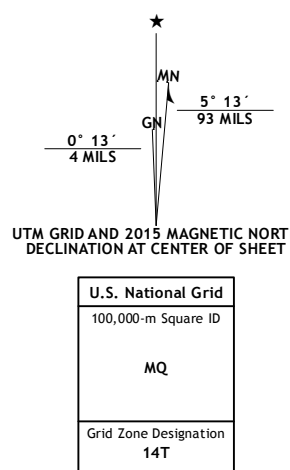 MN
GN
5° 13´
93 MILS
0° 13´
4 MILS
UTM GRID AND 2015 MAGNETIC NORT
DECLINATION AT CENTER OF SHEET
U.S. National Grid
100,000-m Square ID
MQ
Grid Zone Designation
14T